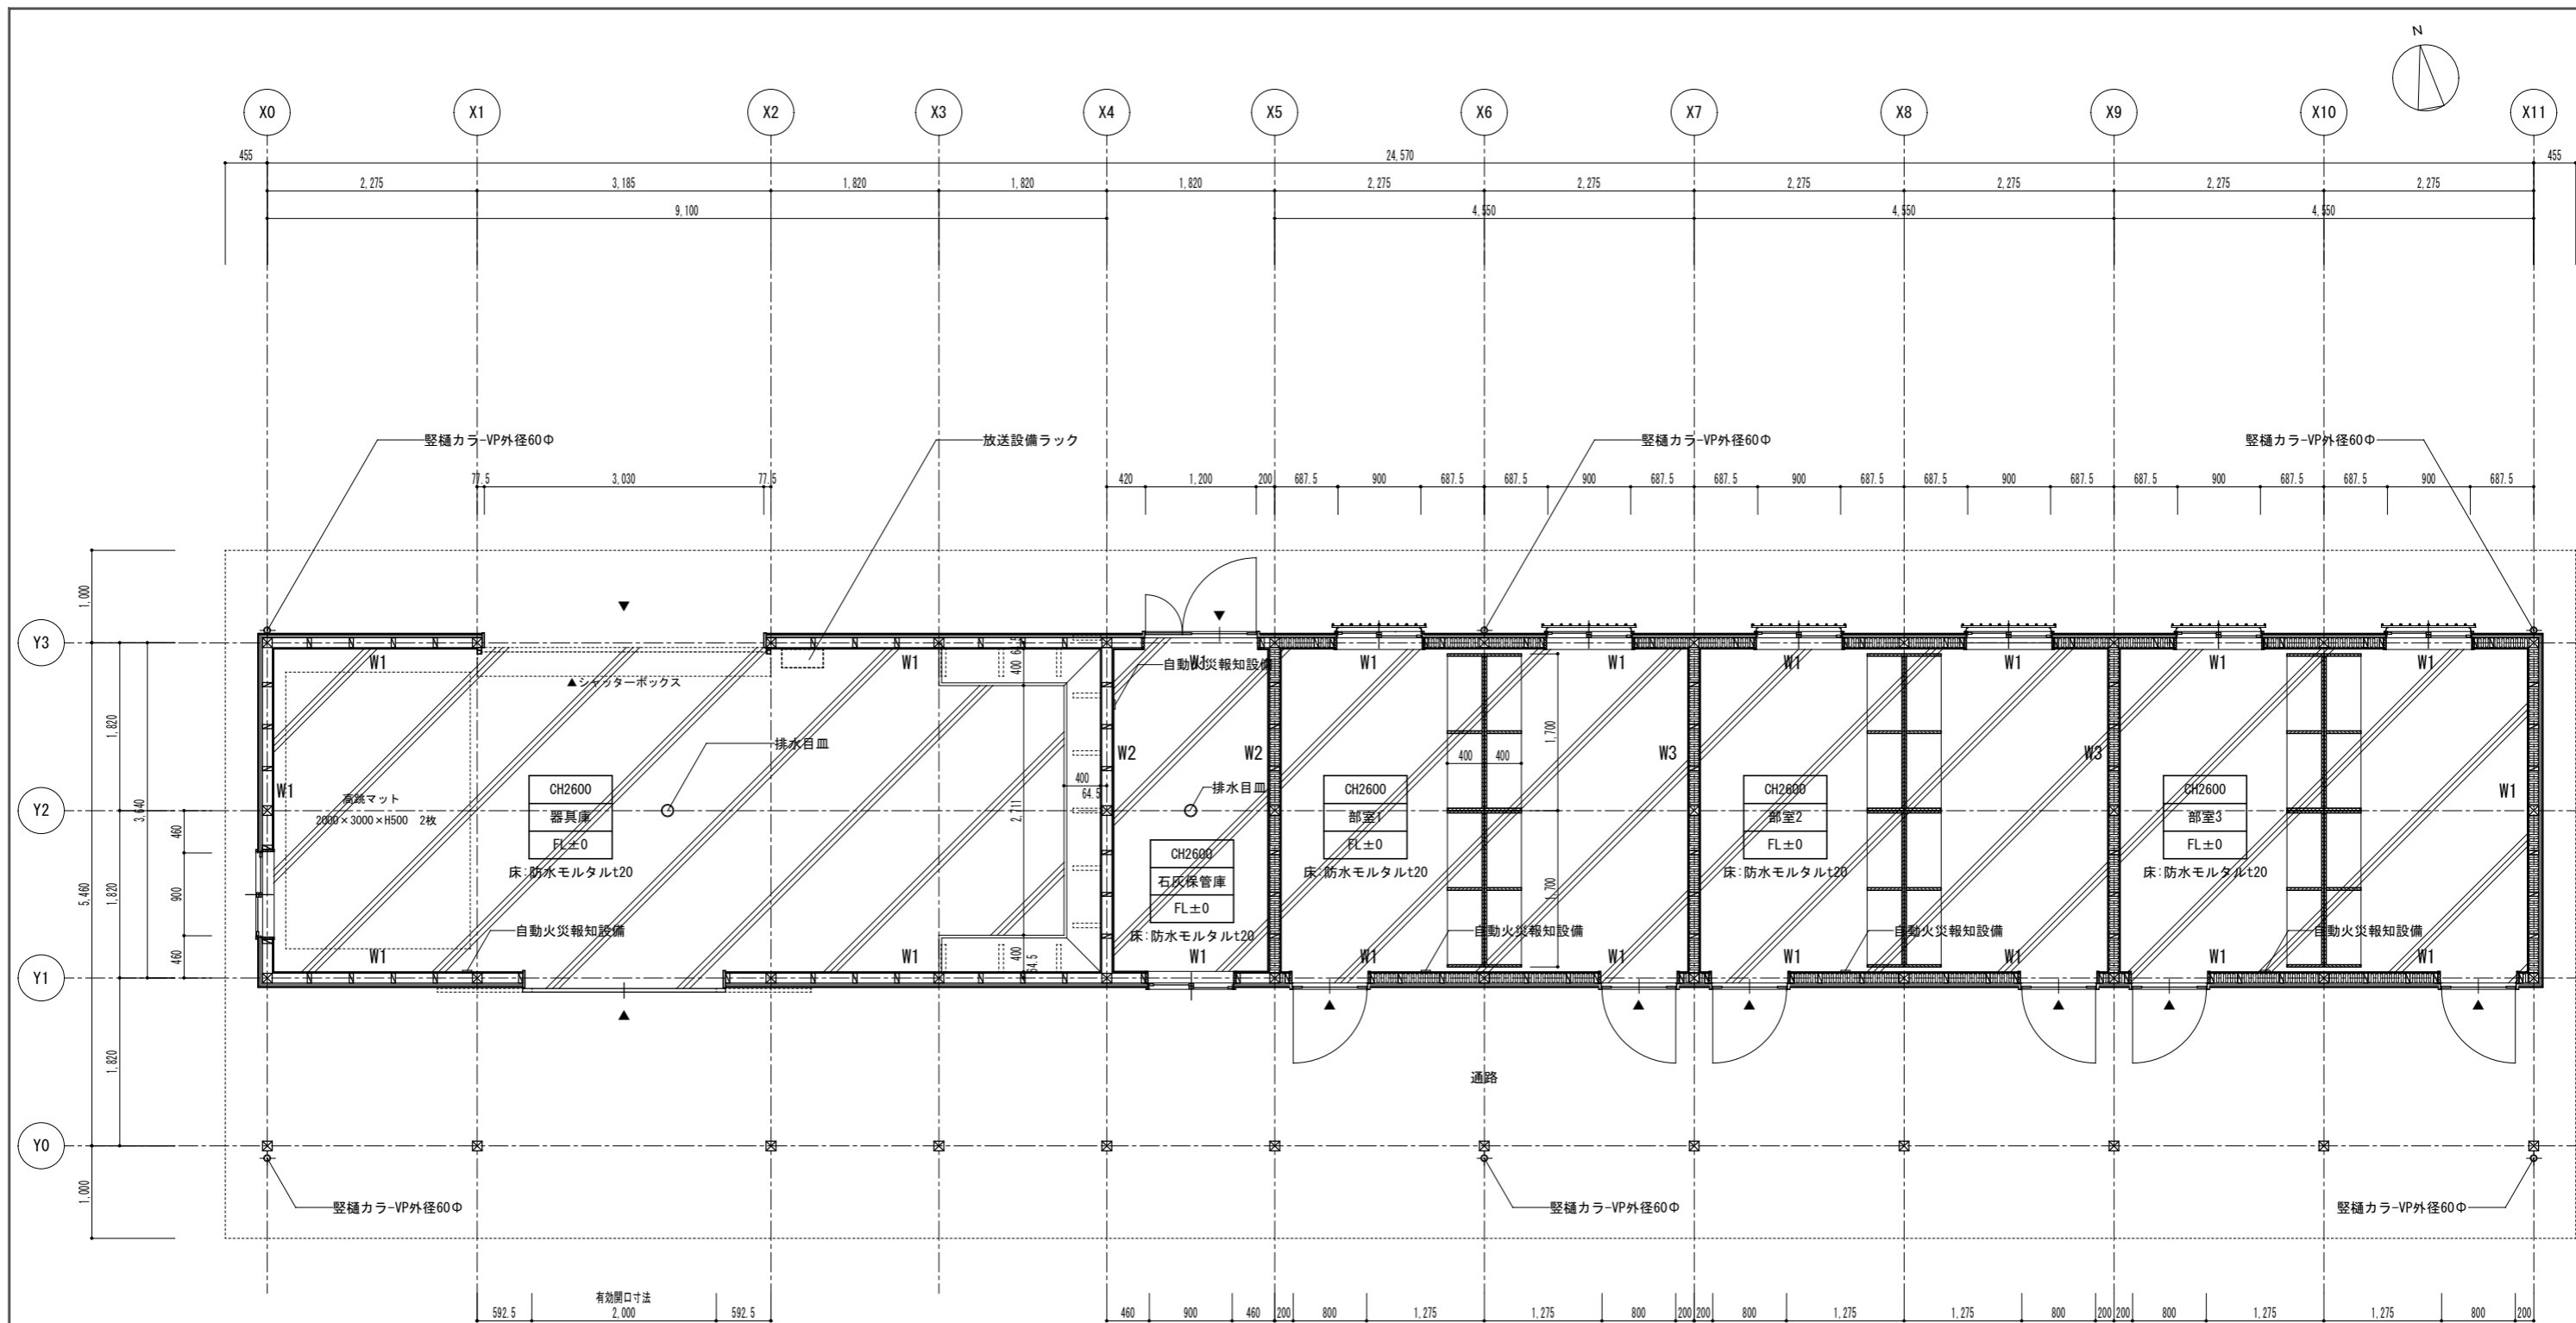 N
X0 X1 X2 X3 X4 X5 X6 X7 X8 X9 X10 X11
455 24,570 455
2,275 3,185 1,820 1,820 1,820 2,275 2,275 2,275 2,275 2,275 2,275
9,100 4,550 4,550 4,550
竪樋カラ-VP外径60Φ 放送設備ラック 竪樋カラ-VP外径60Φ 竪樋カラ-VP外径60Φ
77.5 3,030 77.5 420 1,200 200 687.5 900 687.5 687.5 900 687.5 687.5 900 687.5 687.5 900 687.5 687.5 900 687.5 687.5 900 687.5
1,000
Y3
W1 W1 W1 W1 W1 W1 W1 W1 W1
400
自動火災報知設備
▲シャッターボックス
1,820
3,640
5,460
排水目皿
W2 W2 W3 W3
1,700
400 400
400
64.5
2,711
W1 W1
CH2600
器具庫
FL±0
床:防水モルタルt20
高跳マット
2000×3000×H500 2枚
Y2
排水目皿
CH2600
石灰保管庫
FL±0
床:防水モルタルt20
CH2600
部室1
FL±0
床:防水モルタルt20
CH2600
部室2
FL±0
床:防水モルタルt20
CH2600
部室3
FL±0
床:防水モルタルt20
460
900
460
1,820
1,700
自動火災報知設備 自動火災報知設備 自動火災報知設備 自動火災報知設備
W1 W1 W1 W1 W1 W1 W1 W1 W1
400
64.5
Y1
1,820
通路
Y0
1,000
竪樋カラ-VP外径60Φ 竪樋カラ-VP外径60Φ 竪樋カラ-VP外径60Φ
有効開口寸法
592.5 2,000 592.5 460 900 460 200 800 1,275 1,275 800 200 200 800 1,275 1,275 800 200 200 800 1,275 1,275 800 200